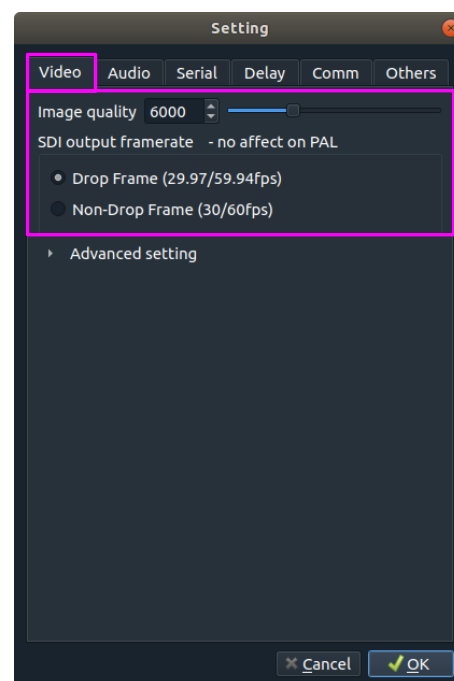 Setting
Video Audio Serial Delay Comm Others
Image quality 6000
SDI output framerate - no affect on PAL
Drop Frame (29.97/59.94fps)
Non-Drop Frame (30/60fps)
Advanced setting
Cancel OK